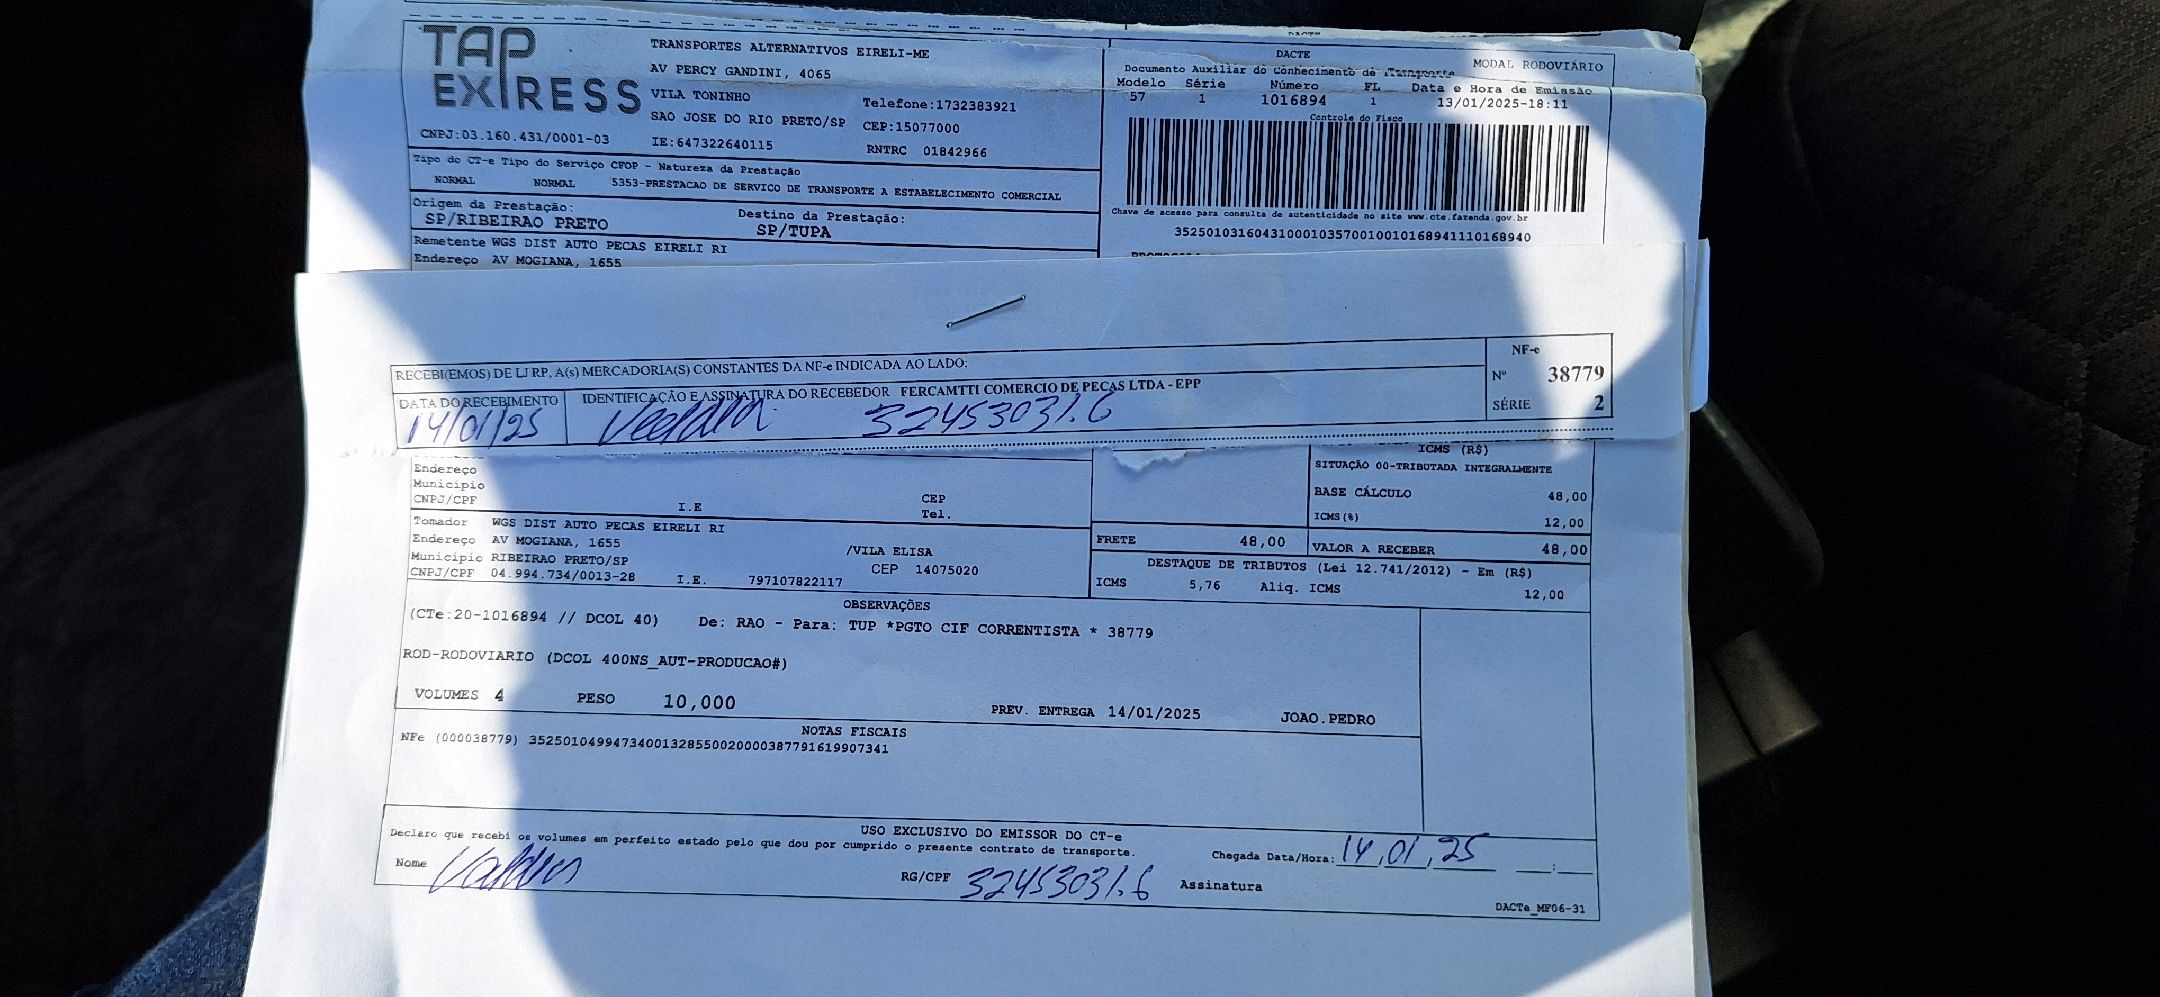 TAP EXPRESS
TRANSPORTES ALTERNATIVOS EIRELI-ME
AV PERCY GANDINI, 4065
VILA TONINHO Telefone:1732383921
SAO JOSE DO RIO PRETO/SP CEP:15077000
CNPJ:03.160.431/0001-03 IE:647322640115 RNTRC 01842966
DACTE MODAL RODOVIÁRIO
Documento Auxiliar do Conhecimento de Transporte
Modelo Série Número FL Data e Hora de Emissão
57 1 1016894 1 13/01/2025-18:11
Controle do Fisco
Tipo do CT-e Tipo do Serviço CFOP - Natureza da Prestação
NORMAL NORMAL 5353-PRESTACAO DE SERVICO DE TRANSPORTE A ESTABELECIMENTO COMERCIAL
Origem da Prestação: Destino da Prestação:
SP/RIBEIRAO PRETO SP/TUPA
Chave de acesso para consulta de autenticidade no site www.cte.fazenda.gov.br
35250103160431000103570010010168941110168940
Remetente WGS DIST AUTO PECAS EIRELI RI
Endereço AV MOGIANA, 1655
RECEBI(EMOS) DE LJ RP, A(s) MERCADORIA(S) CONSTANTES DA NF-e INDICADA AO LADO:
DATA DO RECEBIMENTO IDENTIFICAÇÃO E ASSINATURA DO RECEBEDOR FERCAMTTI COMERCIO DE PECAS LTDA - EPP
14/01/25 32453031.6
NF-e
Nº 38779
SÉRIE 2
Endereço
Município
CNPJ/CPF I.E CEP
Tel.
ICMS (R$)
SITUAÇÃO 00-TRIBUTADA INTEGRALMENTE
BASE CÁLCULO 48,00
ICMS(%) 12,00
Tomador WGS DIST AUTO PECAS EIRELI RI
Endereço AV MOGIANA, 1655 /VILA ELISA
Município RIBEIRAO PRETO/SP CEP 14075020
CNPJ/CPF 04.994.734/0013-28 I.E. 797107822117
FRETE 48,00 VALOR A RECEBER 48,00
DESTAQUE DE TRIBUTOS (Lei 12.741/2012) - Em (R$)
ICMS 5,76 Aliq. ICMS 12,00
OBSERVAÇÕES
(CTe:20-1016894 // DCOL 40) De: RAO - Para: TUP *PGTO CIF CORRENTISTA * 38779
ROD-RODOVIARIO (DCOL 400NS_AUT-PRODUCAO#)
VOLUMES 4 PESO 10,000 PREV. ENTREGA 14/01/2025 JOAO.PEDRO
NOTAS FISCAIS
NFe (000038779) 35250104994734001328550020000387791619907341
USO EXCLUSIVO DO EMISSOR DO CT-e
Declaro que recebi os volumes em perfeito estado pelo que dou por cumprido o presente contrato de transporte.
Chegada Data/Hora: 14,01,25 __:__
Nome RG/CPF 32453031.6 Assinatura
DACTe_MF06-31